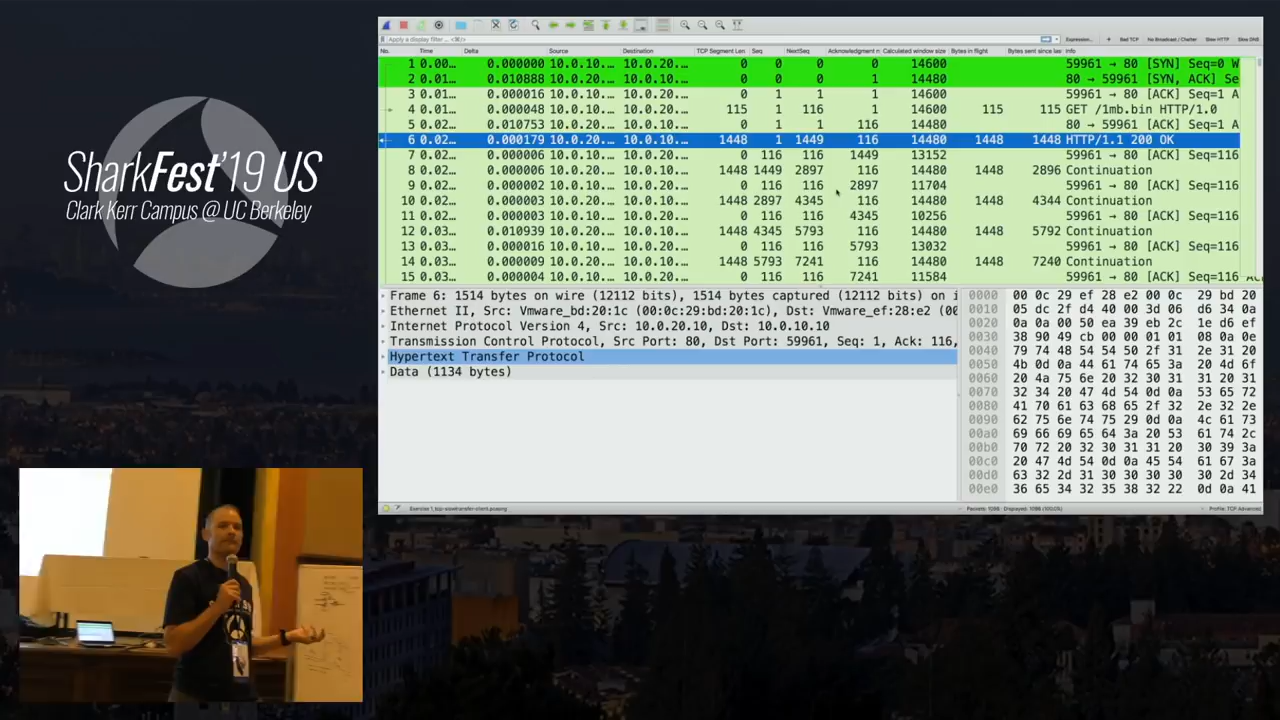 SharkFest'19 US
Clark Kerr Campus @ UC Berkeley
Apply a display filter ... <⌘/>
Expression... + Bad TCP No Broadcast / Chatter Slow HTTP Slow DNS
No. Time Delta Source Destination TCP Segment Len Seq NextSeq Acknowledgment n Calculated window size Bytes in flight Bytes sent since las Info
1 0.00… 0.000000 10.0.10.… 10.0.20.… 0 0 0 0 14600 59961 → 80 [SYN] Seq=0 W
2 0.01… 0.010888 10.0.20.… 10.0.10.… 0 0 0 1 14480 80 → 59961 [SYN, ACK] Se
3 0.01… 0.000016 10.0.10.… 10.0.20.… 0 1 1 1 14600 59961 → 80 [ACK] Seq=1 A
4 0.01… 0.000048 10.0.10.… 10.0.20.… 115 1 116 1 14600 115 115 GET /1mb.bin HTTP/1.0
5 0.02… 0.010753 10.0.20.… 10.0.10.… 0 1 1 116 14480 80 → 59961 [ACK] Seq=1 A
6 0.02… 0.000179 10.0.20.… 10.0.10.… 1448 1 1449 116 14480 1448 1448 HTTP/1.1 200 OK
7 0.02… 0.000006 10.0.10.… 10.0.20.… 0 116 116 1449 13152 59961 → 80 [ACK] Seq=116
8 0.02… 0.000006 10.0.20.… 10.0.10.… 1448 1449 2897 116 14480 1448 2896 Continuation
9 0.02… 0.000002 10.0.10.… 10.0.20.… 0 116 116 2897 11704 59961 → 80 [ACK] Seq=116
10 0.02… 0.000003 10.0.20.… 10.0.10.… 1448 2897 4345 116 14480 1448 4344 Continuation
11 0.02… 0.000003 10.0.10.… 10.0.20.… 0 116 116 4345 10256 59961 → 80 [ACK] Seq=116
12 0.03… 0.010939 10.0.20.… 10.0.10.… 1448 4345 5793 116 14480 1448 5792 Continuation
13 0.03… 0.000016 10.0.10.… 10.0.20.… 0 116 116 5793 13032 59961 → 80 [ACK] Seq=116
14 0.03… 0.000004 10.0.20.… 10.0.10.… 1448 5793 7241 116 14480 1448 7240 Continuation
15 0.03… 0.000004 10.0.10.… 10.0.20.… 0 116 116 7241 11584 59961 → 80 [ACK] Seq=116
Frame 6: 1514 bytes on wire (12112 bits), 1514 bytes captured (12112 bits) on i
Ethernet II, Src: Vmware_bd:20:1c (00:0c:29:bd:20:1c), Dst: Vmware_ef:28:e2 (00
Internet Protocol Version 4, Src: 10.0.20.10, Dst: 10.0.10.10
Transmission Control Protocol, Src Port: 80, Dst Port: 59961, Seq: 1, Ack: 116,
Hypertext Transfer Protocol
Data (1134 bytes)
0000 00 0c 29 ef 28 e2 00 0c 29 bd 20
0010 05 dc 2f d4 40 00 3d 06 d6 34 0a
0020 0a 0a 00 50 ea 39 eb 2c 1e d6 ef
0030 38 90 49 cb 00 00 01 01 08 0a 0e
0040 79 74 48 54 54 50 2f 31 2e 31 20
0050 4b 0d 0a 44 61 74 65 3a 20 4d 6f
0060 20 4a 75 6e 20 32 30 31 31 20 31
0070 32 34 20 47 4d 54 0d 0a 53 65 72
0080 41 70 61 63 68 65 2f 32 2e 32 2e
0090 62 75 6e 74 75 29 0d 0a 4c 61 73
00a0 69 66 69 65 64 3a 20 53 61 74 2c
00b0 70 72 20 32 30 31 31 20 30 39 3a
00c0 20 47 4d 54 0d 0a 45 54 61 67 3a
00d0 63 32 2d 31 30 30 30 30 30 2d 34
00e0 36 65 34 32 35 38 32 22 0d 0a 41
Exercise 1_tcp-slowtransfer-client.pcapng
Profile: TCP Advanced